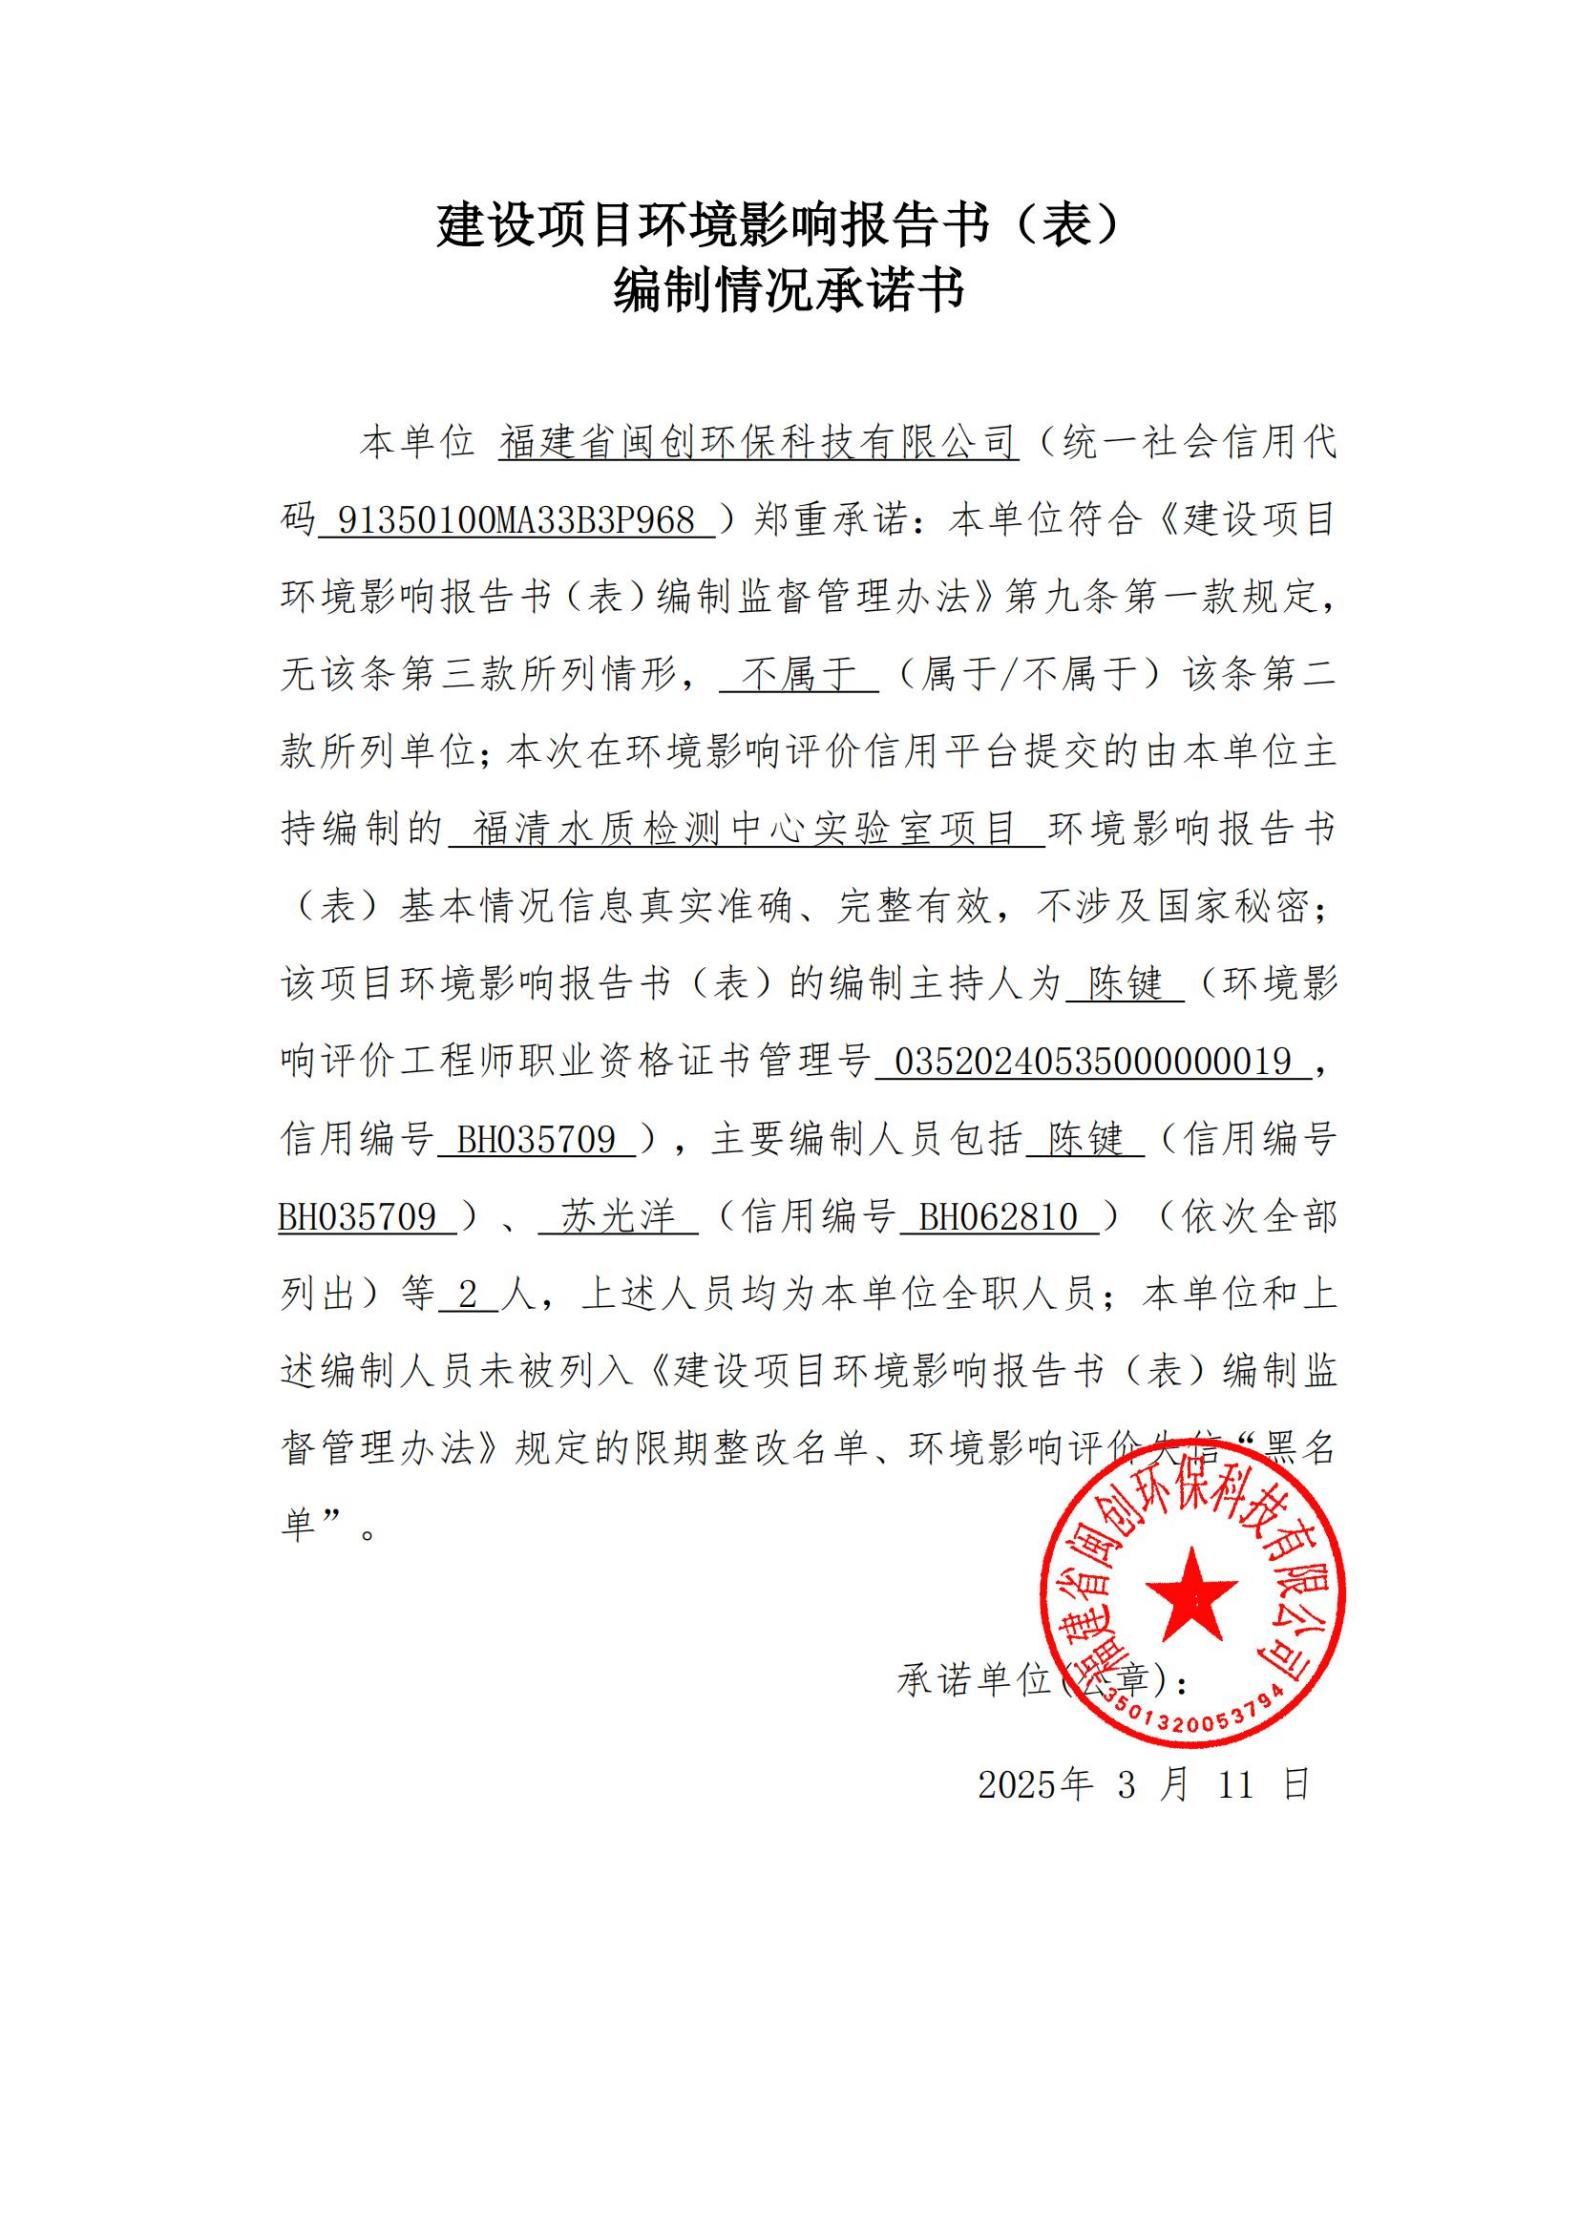 建设项目环境影响报告书（表）
编制情况承诺书
本单位 福建省闽创环保科技有限公司（统一社会信用代
码 91350100MA33B3P968 ）郑重承诺：本单位符合《建设项目
环境影响报告书（表）编制监督管理办法》第九条第一款规定，
无该条第三款所列情形， 不属于 （属于/不属于）该条第二
款所列单位；本次在环境影响评价信用平台提交的由本单位主
持编制的 福清水质检测中心实验室项目 环境影响报告书
（表）基本情况信息真实准确、完整有效，不涉及国家秘密；
该项目环境影响报告书（表）的编制主持人为 陈键 （环境影
响评价工程师职业资格证书管理号 03520240535000000019 ，
信用编号 BH035709 ），主要编制人员包括 陈键 （信用编号
BH035709 ）、 苏光洋 （信用编号 BH062810 ）（依次全部
列出）等 2 人，上述人员均为本单位全职人员；本单位和上
述编制人员未被列入《建设项目环境影响报告书（表）编制监
督管理办法》规定的限期整改名单、环境影响评价失信“黑名
单”。
福建省闽创环保科技有限公司
3501320053794
承诺单位(公章)：
2025年 3 月 11 日